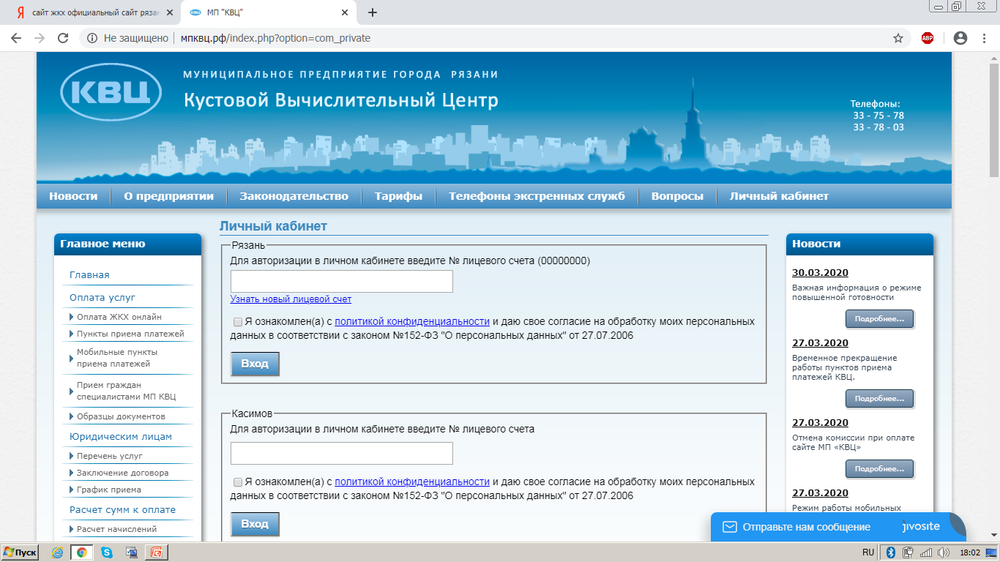 сайт жкх официальный сайт рязан
МП "КВЦ"
Не защищено
мпквц.рф/index.php?option=com_private
ABP
КВЦ
МУНИЦИПАЛЬНОЕ ПРЕДПРИЯТИЕ ГОРОДА РЯЗАНИ
Кустовой Вычислительный Центр
Телефоны:
33 - 75 - 78
33 - 78 - 03
Новости
О предприятии
Законодательство
Тарифы
Телефоны экстренных служб
Вопросы
Личный кабинет
Главное меню
Главная
Оплата услуг
Оплата ЖКХ онлайн
Пункты приема платежей
Мобильные пункты
приема платежей
Прием граждан
специалистами МП КВЦ
Образцы документов
Юридическим лицам
Перечень услуг
Заключение договора
График приема
Расчет сумм к оплате
Расчет начислений
Личный кабинет
Рязань
Для авторизации в личном кабинете введите № лицевого счета (00000000)
Узнать новый лицевой счет
Я ознакомлен(а) с политикой конфиденциальности и даю свое согласие на обработку моих персональных
данных в соответствии с законом №152-ФЗ "О персональных данных" от 27.07.2006
Вход
Касимов
Для авторизации в личном кабинете введите № лицевого счета
Я ознакомлен(а) с политикой конфиденциальности и даю свое согласие на обработку моих персональных
данных в соответствии с законом №152-ФЗ "О персональных данных" от 27.07.2006
Вход
Новости
30.03.2020
Важная информация о режиме
повышенной готовности
Подробнее...
27.03.2020
Временное прекращение
работы пунктов приема
платежей КВЦ.
Подробнее...
27.03.2020
Отмена комиссии при оплате
сайте МП «КВЦ»
Подробнее...
27.03.2020
Режим работы мобильных
Отправьте нам сообщение
jivosite
Пуск
RU
18:02